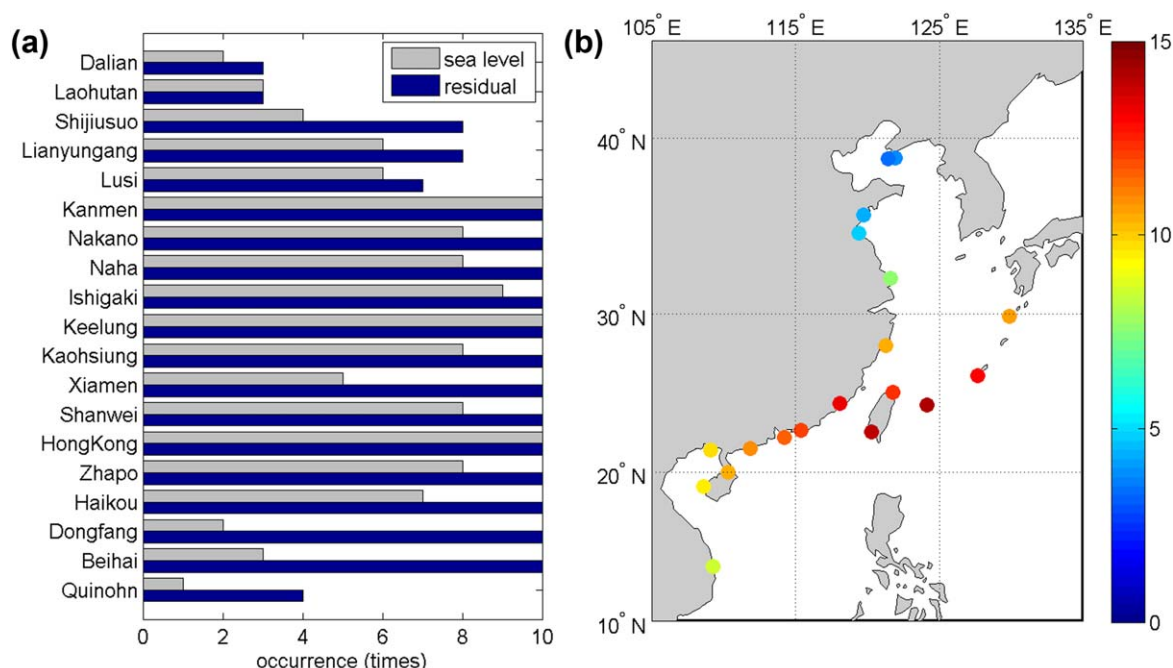 (a)
sea level
residual
Dalian
Laohutan
Shijiusuo
Lianyungang
Lusi
Kanmen
Nakano
Naha
Ishigaki
Keelung
Kaohsiung
Xiamen
Shanwei
HongKong
Zhapo
Haikou
Dongfang
Beihai
Quinohn
0 2 4 6 8 10
occurrence (times)
(b)
105° E 115° E 125° E 135° E
40° N
30° N
20° N
10° N
15
10
5
0